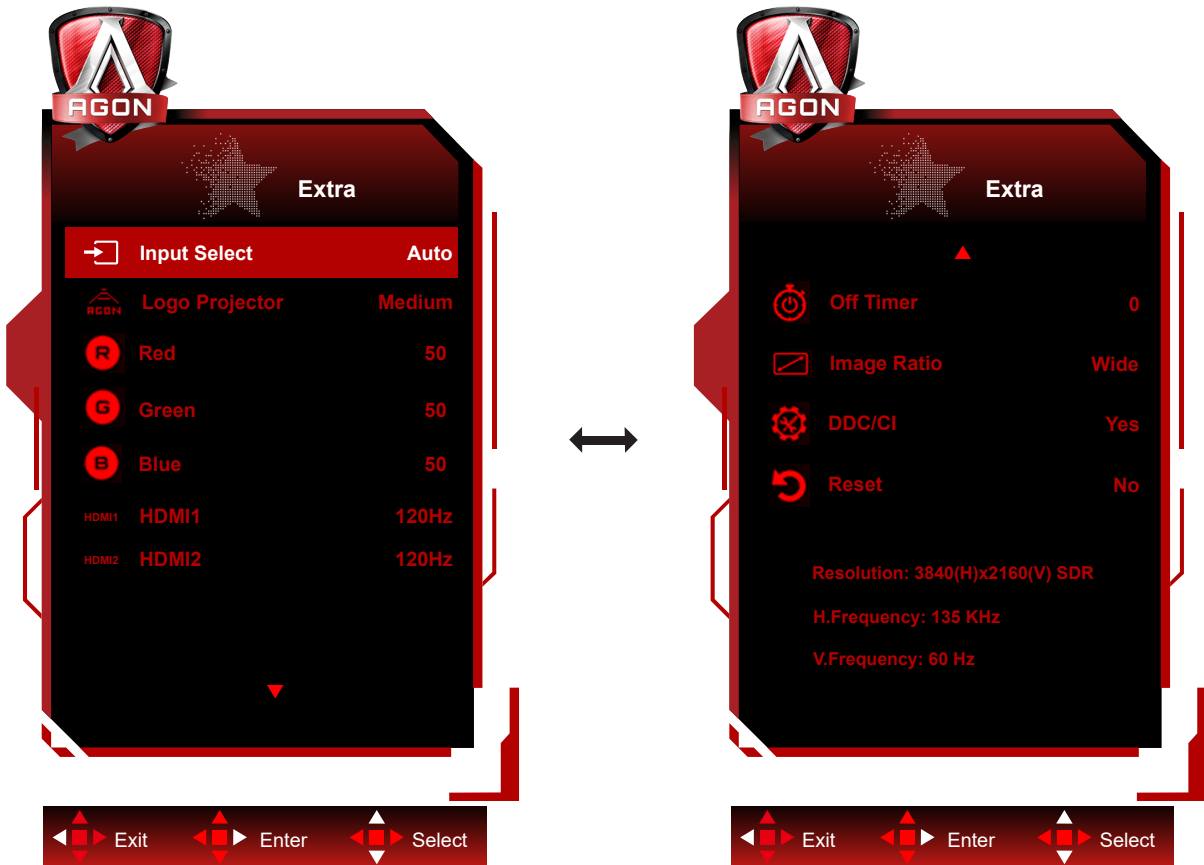 AGON
Extra
Input Select Auto
AGON Logo Projector Medium
R Red 50
G Green 50
B Blue 50
HDMI1 HDMI1 120Hz
HDMI2 HDMI2 120Hz
Exit Enter Select
AGON
Extra
Off Timer 0
Image Ratio Wide
DDC/CI Yes
Reset No
Resolution: 3840(H)x2160(V) SDR
H.Frequency: 135 KHz
V.Frequency: 60 Hz
Exit Enter Select